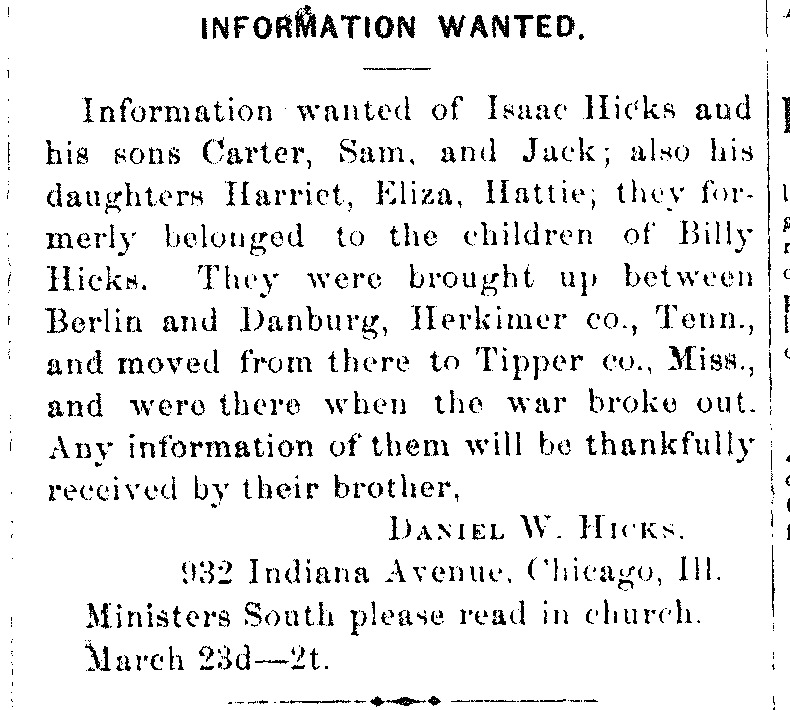 INFORMATION WANTED.
Information wanted of Isaac Hicks and
his sons Carter, Sam, and Jack; also his
daughters Harriet, Eliza, Hattie; they for-
merly belonged to the children of Billy
Hicks. They were brought up between
Berlin and Danburg, Herkimer co., Tenn.,
and moved from there to Tipper co., Miss.,
and were there when the war broke out.
Any information of them will be thankfully
received by their brother,
DANIEL W. HICKS.
932 Indiana Avenue, Chicago, Ill.
Ministers South please read in church.
March 23d—2t.